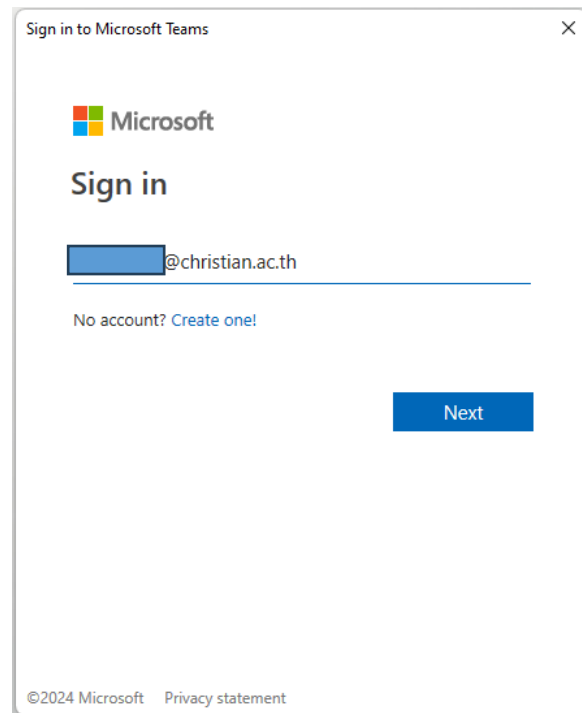 Sign in to Microsoft Teams
Microsoft
Sign in
@christian.ac.th
No account? Create one!
Next
©2024 Microsoft Privacy statement